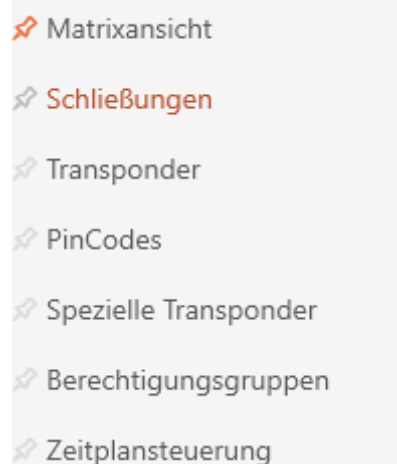 Matrixansicht
Schließungen
Transponder
PinCodes
Spezielle Transponder
Berechtigungsgruppen
Zeitplansteuerung